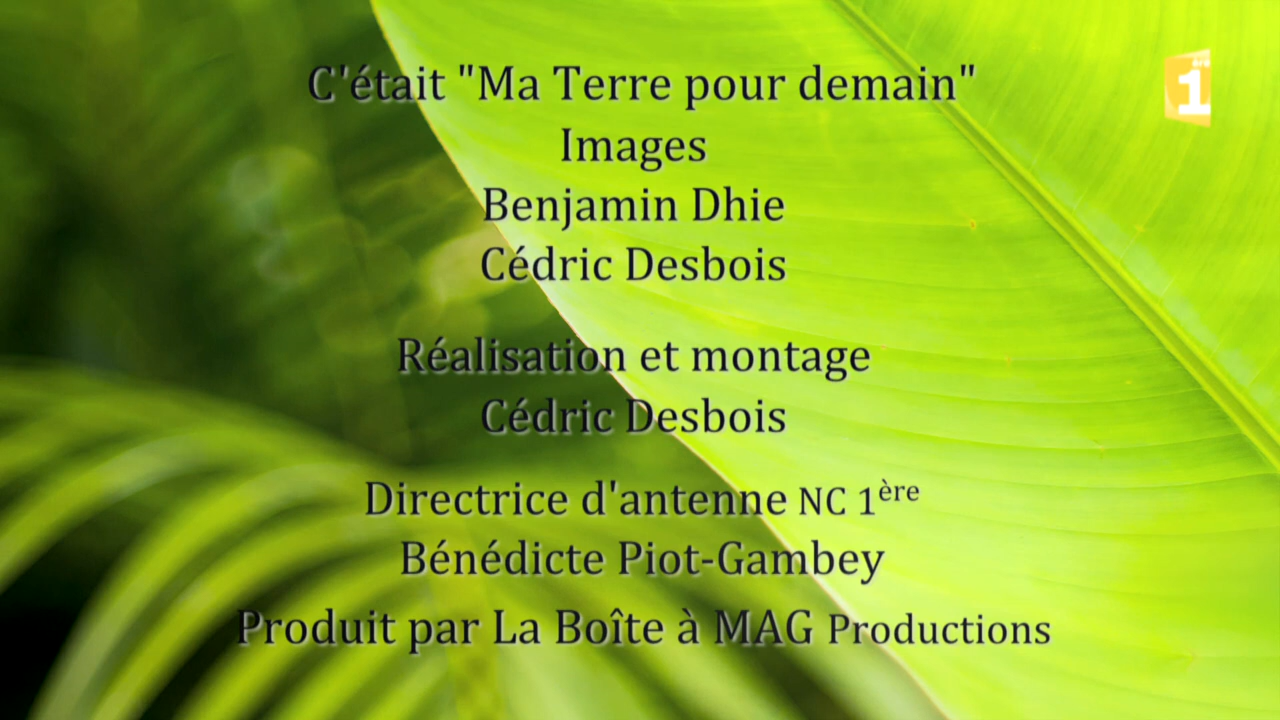 C'était "Ma Terre pour demain"
1ère
Images
Benjamin Dhie
Cédric Desbois
Réalisation et montage
Cédric Desbois
Directrice d'antenne NC 1ère
Bénédicte Piot-Gambey
Produit par La Boîte à MAG Productions